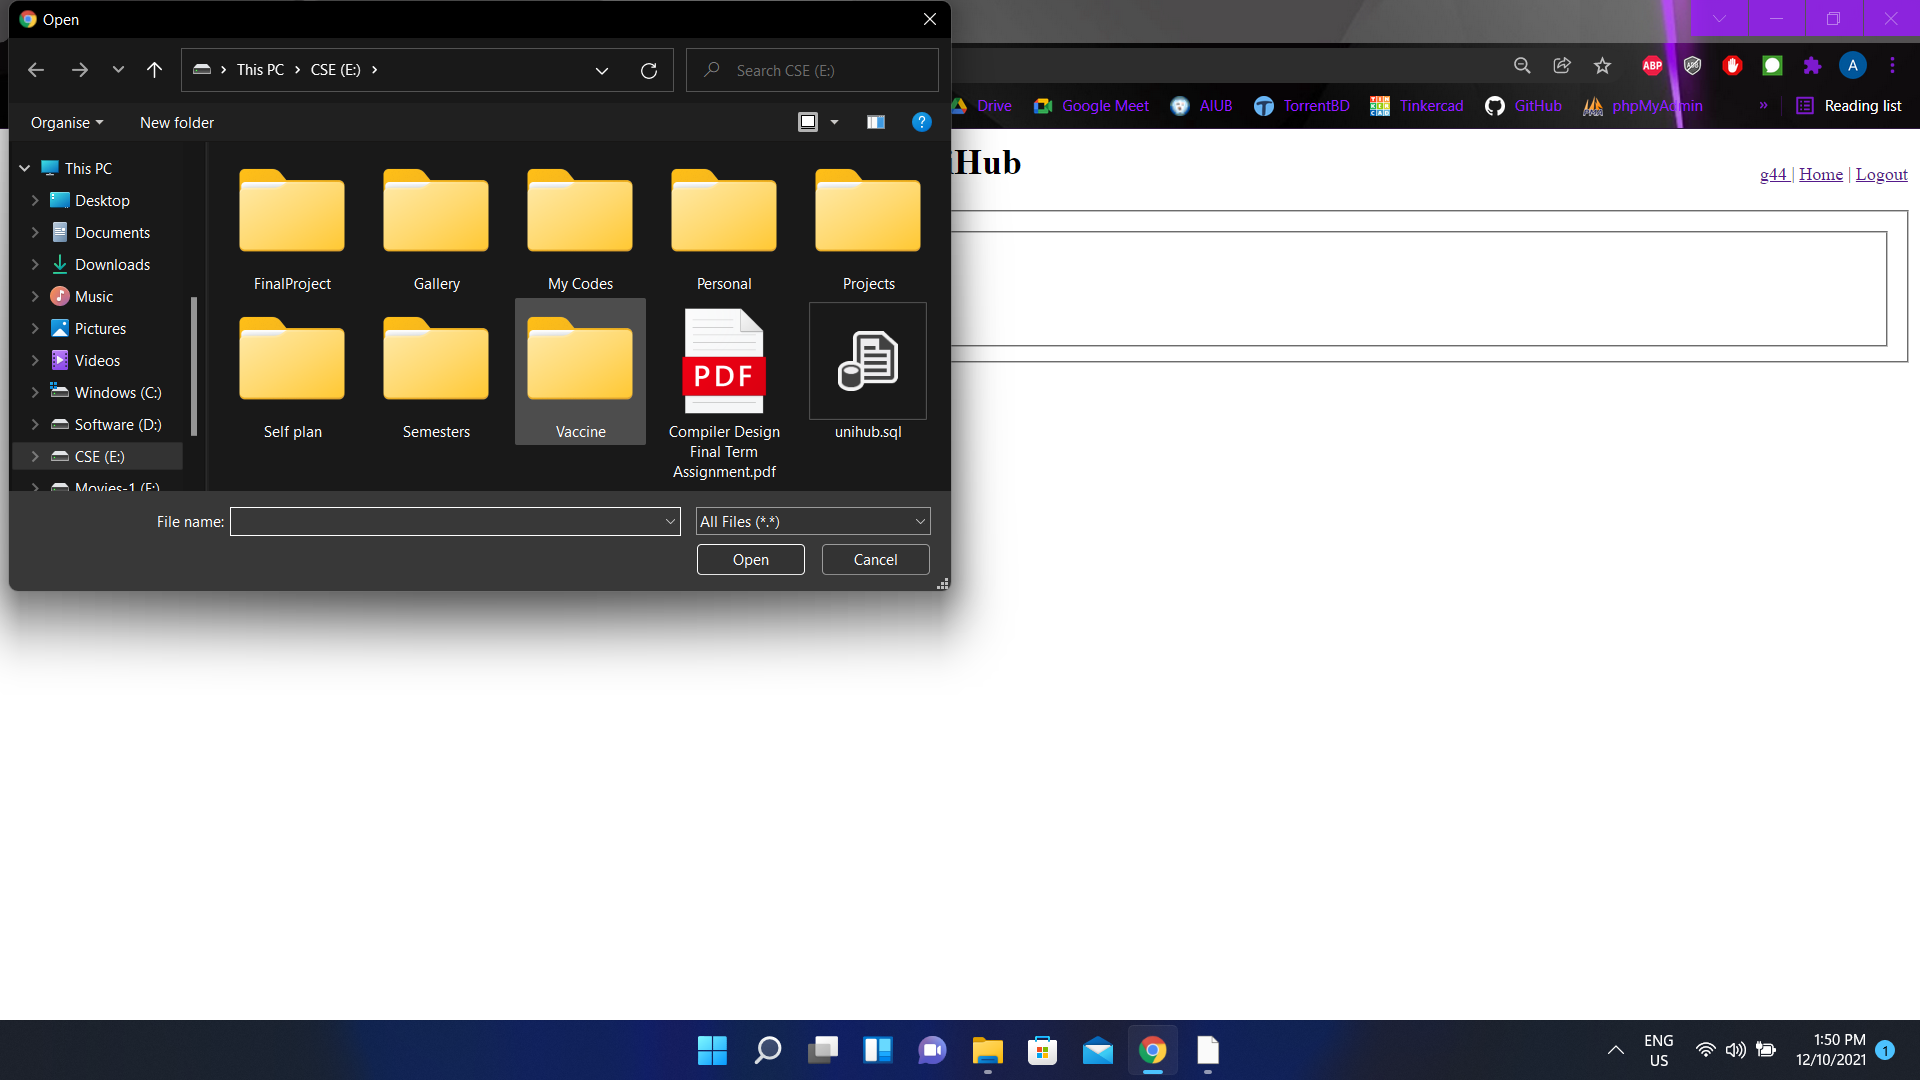 Open
This PC CSE (E:)
Search CSE (E:)
Organise New folder
This PC
Desktop
Documents
Downloads
Music
Pictures
Videos
Windows (C:)
Software (D:)
CSE (E:)
Movies-1 (F:)
FinalProject
Gallery
My Codes
Personal
Projects
Self plan
Semesters
Vaccine
PDF
Compiler Design
Final Term
Assignment.pdf
unihub.sql
File name:
All Files (*.*)
Open Cancel
ABP
A
Drive Google Meet AIUB TorrentBD Tinkercad GitHub phpMyAdmin » Reading list
iHub
g44 | Home | Logout
ENG
US
1:50 PM
12/10/2021
1